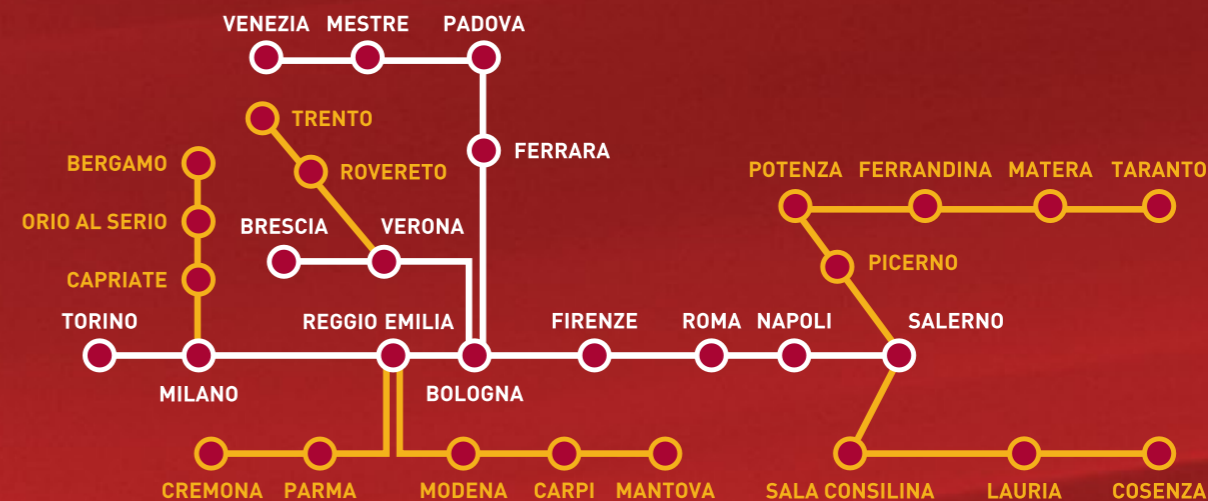 VENEZIA MESTRE PADOVA
TRENTO
BERGAMO
FERRARA
ROVERETO
POTENZA FERRANDINA MATERA TARANTO
ORIO AL SERIO
BRESCIA VERONA
PICERNO
CAPRIATE
TORINO REGGIO EMILIA FIRENZE ROMA NAPOLI SALERNO
MILANO BOLOGNA
CREMONA PARMA MODENA CARPI MANTOVA SALA CONSILINA LAURIA COSENZA